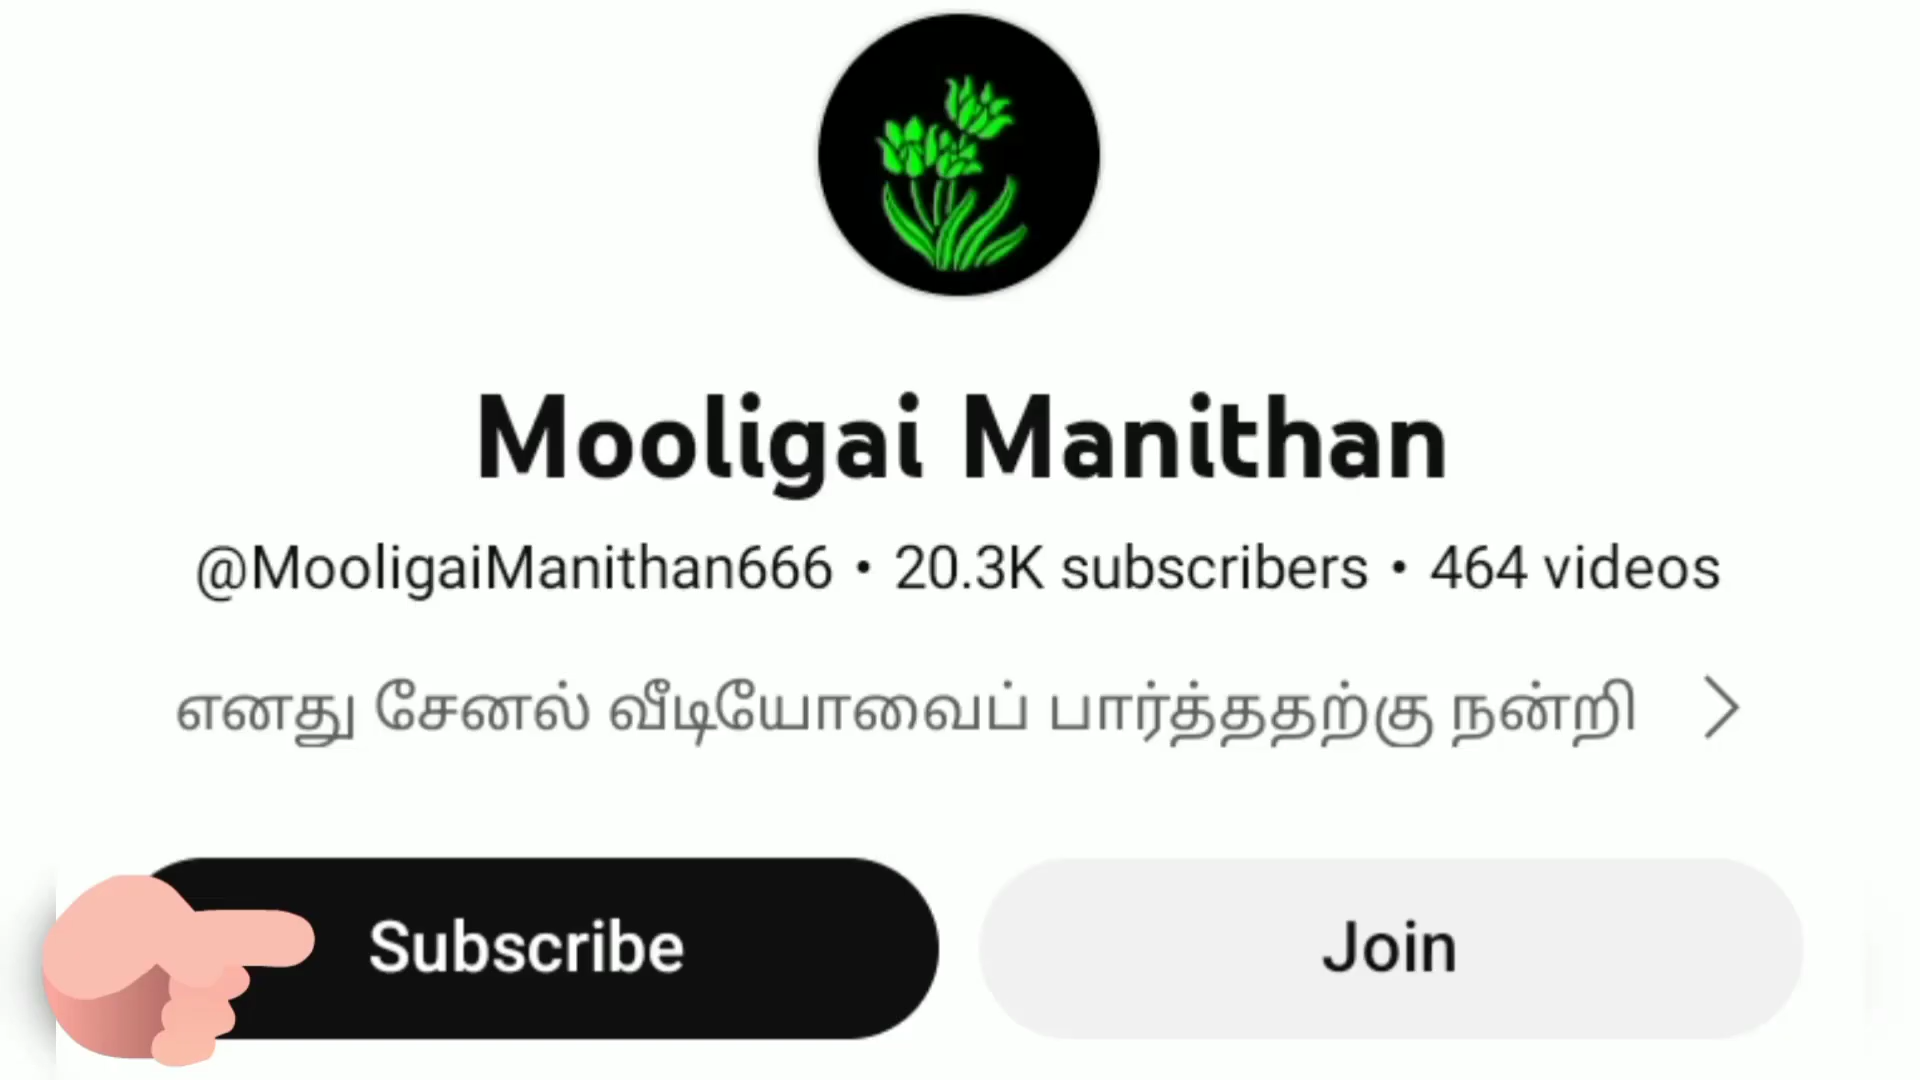 Mooligai Manithan
@MooligaiManithan666 • 20.3K subscribers • 464 videos
எனது சேனல் வீடியோவைப் பார்த்ததற்கு நன்றி
Subscribe
Join